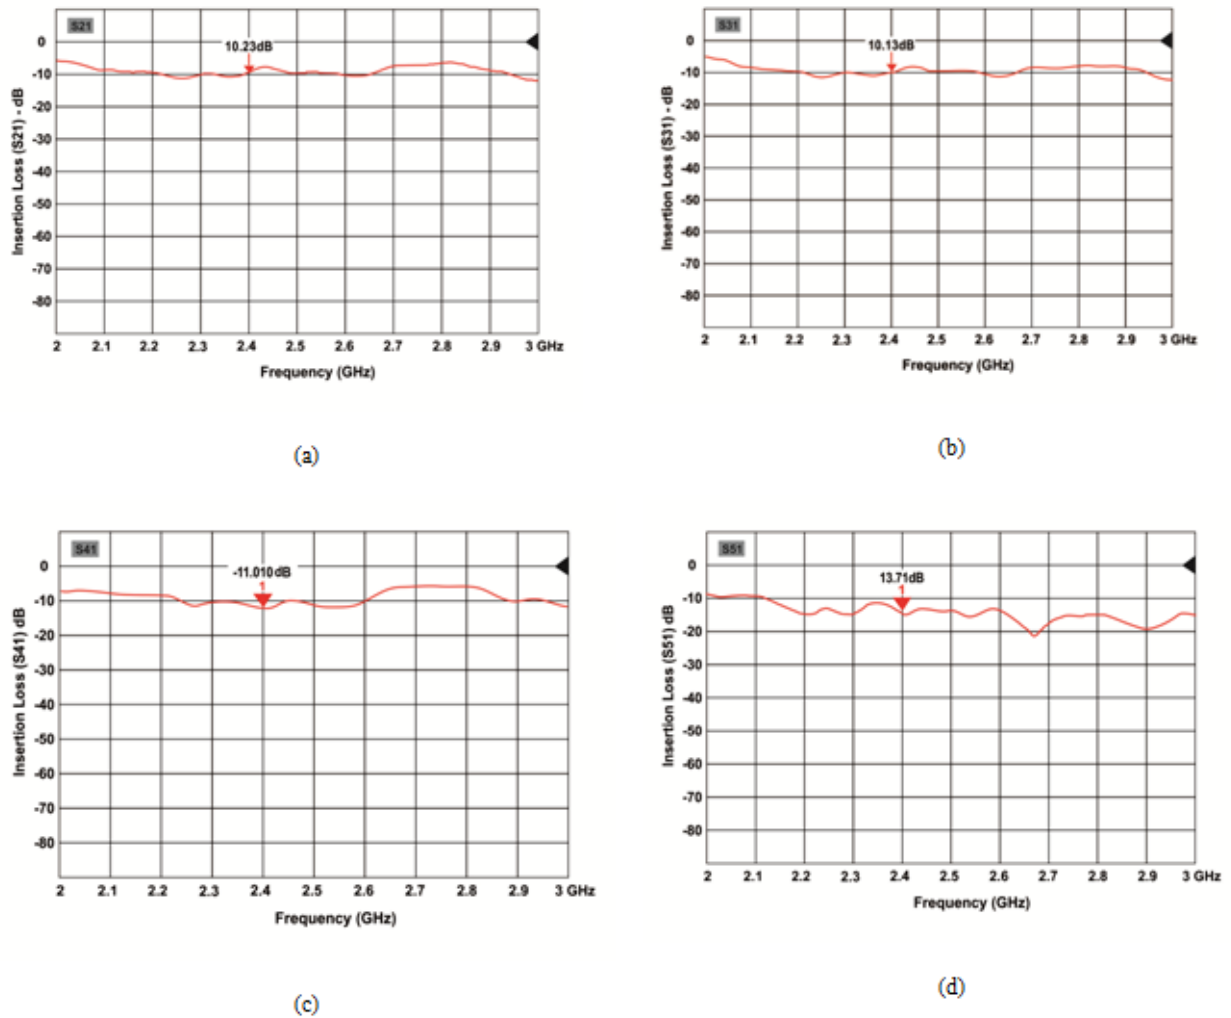 S21
10.23dB
0
-10
-20
-30
-40
-50
-60
-70
-80
Insertion Loss (S21) - dB
2 2.1 2.2 2.3 2.4 2.5 2.6 2.7 2.8 2.9 3 GHz
Frequency (GHz)
(a)
S31
10.13dB
0
-10
-20
-30
-40
-50
-60
-70
-80
Insertion Loss (S31) - dB
2 2.1 2.2 2.3 2.4 2.5 2.6 2.7 2.8 2.9 3 GHz
Frequency (GHz)
(b)
S41
-11.010dB
1
0
-10
-20
-30
-40
-50
-60
-70
-80
Insertion Loss (S41) dB
2 2.1 2.2 2.3 2.4 2.5 2.6 2.7 2.8 2.9 3 GHz
Frequency (GHz)
(c)
S51
13.71dB
1
0
-10
-20
-30
-40
-50
-60
-70
-80
Insertion Loss (S51) dB
2 2.1 2.2 2.3 2.4 2.5 2.6 2.7 2.8 2.9 3 GHz
Frequency (GHz)
(d)